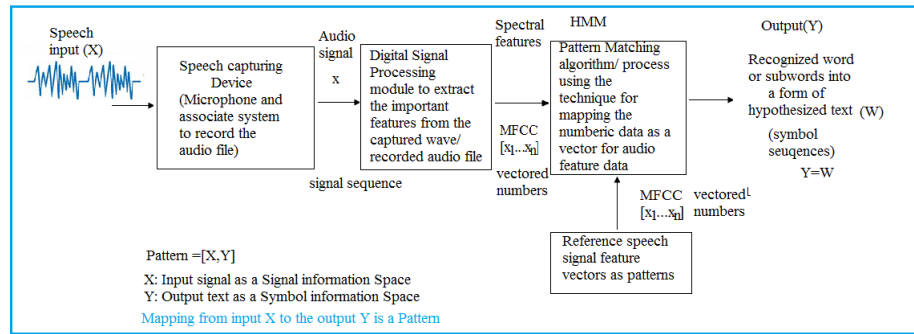 Speech
input (X)
Speech capturing
Device
(Microphone and
associate system
to record the
audio file)
Audio
signal
x
signal sequence
Digital Signal
Processing
module to extract
the important
features from the
captured wave/
recorded audio file
Spectral
features
MFCC
[x1...xn]
vectored
numbers
HMM
Pattern Matching
algorithm/ process
using the
technique for
mapping the
numberic data as a
vector for audio
feature data
MFCC
[x1...xn]
vectored
numbers
Reference speech
signal feature
vectors as patterns
Output(Y)
Recognized word
or subwords into
a form of
hypothesized text (W)
(symbol
seuqences)
Y=W
Pattern =[X,Y]
X: Input signal as a Signal information Space
Y: Output text as a Symbol information Space
Mapping from input X to the output Y is a Pattern